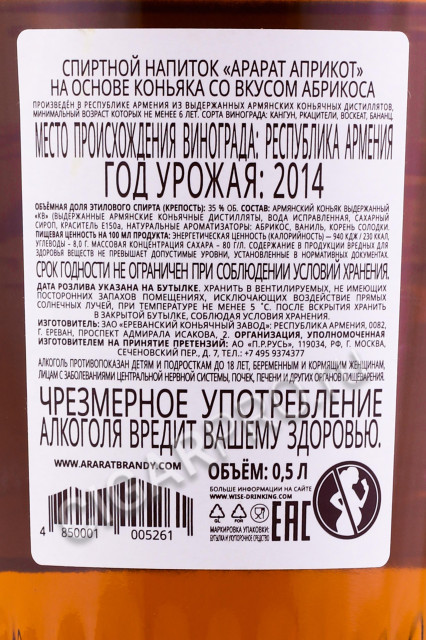 СПИРТНОЙ НАПИТОК «АРАРАТ АПРИКОТ»
НА ОСНОВЕ КОНЬЯКА СО ВКУСОМ АБРИКОСА
ПРОИЗВЕДЁН В РЕСПУБЛИКЕ АРМЕНИЯ ИЗ ВЫДЕРЖАННЫХ АРМЯНСКИХ КОНЬЯЧНЫХ ДИСТИЛЛЯТОВ,
МИНИМАЛЬНЫЙ ВОЗРАСТ КОТОРЫХ НЕ МЕНЕЕ 6 ЛЕТ. СОРТА ВИНОГРАДА: КАНГУН, РКАЦИТЕЛИ, ВОСКЕАТ, БАНАНЦ.
МЕСТО ПРОИСХОЖДЕНИЯ ВИНОГРАДА: РЕСПУБЛИКА АРМЕНИЯ
ГОД УРОЖАЯ: 2014
ОБЪЁМНАЯ ДОЛЯ ЭТИЛОВОГО СПИРТА (КРЕПОСТЬ): 35 % ОБ. СОСТАВ: АРМЯНСКИЙ КОНЬЯК ВЫДЕРЖАННЫЙ
«КВ» (ВЫДЕРЖАННЫЕ АРМЯНСКИЕ КОНЬЯЧНЫЕ ДИСТИЛЛЯТЫ, ВОДА ИСПРАВЛЕННАЯ, САХАРНЫЙ
СИРОП, КРАСИТЕЛЬ Е150а, НАТУРАЛЬНЫЕ АРОМАТИЗАТОРЫ: АБРИКОС, ВАНИЛЬ, КОРЕНЬ СОЛОДКИ.
ПИЩЕВАЯ ЦЕННОСТЬ НА 100 МЛ ПРОДУКТА: ЭНЕРГЕТИЧЕСКАЯ ЦЕННОСТЬ (КАЛОРИЙНОСТЬ) — 940 КДЖ / 230 ККАЛ,
УГЛЕВОДЫ – 8,0 Г. МАССОВАЯ КОНЦЕНТРАЦИЯ САХАРА – 80 Г/Л. СОДЕРЖАНИЕ В ПРОДУКЦИИ ВРЕДНЫХ ДЛЯ
ЗДОРОВЬЯ ВЕЩЕСТВ НЕ ПРЕВЫШАЕТ ДОПУСТИМЫЕ УРОВНИ, УСТАНОВЛЕННЫЕ В НОРМАТИВНЫХ ДОКУМЕНТАХ.
СРОК ГОДНОСТИ НЕ ОГРАНИЧЕН ПРИ СОБЛЮДЕНИИ УСЛОВИЙ ХРАНЕНИЯ.
ДАТА РОЗЛИВА УКАЗАНА НА БУТЫЛКЕ. ХРАНИТЬ В ВЕНТИЛИРУЕМЫХ, НЕ ИМЕЮЩИХ
ПОСТОРОННИХ ЗАПАХОВ ПОМЕЩЕНИЯХ, ИСКЛЮЧАЮЩИХ ВОЗДЕЙСТВИЕ ПРЯМЫХ
СОЛНЕЧНЫХ ЛУЧЕЙ, ПРИ ТЕМПЕРАТУРЕ НЕ МЕНЕЕ 5 °С. ПОСЛЕ ВСКРЫТИЯ ХРАНИТЬ
В ЗАКРЫТОЙ БУТЫЛКЕ, СОБЛЮДАЯ УСЛОВИЯ ХРАНЕНИЯ.
ИЗГОТОВИТЕЛЬ: ЗАО «ЕРЕВАНСКИЙ КОНЬЯЧНЫЙ ЗАВОД»: РЕСПУБЛИКА АРМЕНИЯ, 0082,
Г. ЕРЕВАН, ПРОСПЕКТ АДМИРАЛА ИСАКОВА, 2. ОРГАНИЗАЦИЯ, УПОЛНОМОЧЕННАЯ
ИЗГОТОВИТЕЛЕМ НА ПРИНЯТИЕ ПРЕТЕНЗИЙ: АО «П.Р.РУСЬ», 119034, РФ, Г. МОСКВА,
СЕЧЕНОВСКИЙ ПЕР., Д. 7, ТЕЛ.: +7 495 9374377
АЛКОГОЛЬ ПРОТИВОПОКАЗАН ДЕТЯМ И ПОДРОСТКАМ ДО 18 ЛЕТ, БЕРЕМЕННЫМ И КОРМЯЩИМ ЖЕНЩИНАМ,
ЛИЦАМ С ЗАБОЛЕВАНИЯМИ ЦЕНТРАЛЬНОЙ НЕРВНОЙ СИСТЕМЫ, ПОЧЕК, ПЕЧЕНИ И ДРУГИХ ОРГАНОВ ПИЩЕВАРЕНИЯ.
ЧРЕЗМЕРНОЕ УПОТРЕБЛЕНИЕ
АЛКОГОЛЯ ВРЕДИТ ВАШЕМУ ЗДОРОВЬЮ.
WWW.ARARATBRANDY.COM
ОБЪЁМ: 0,5 Л
БОЛЬШЕ ИНФОРМАЦИИ НА САЙТЕ
WWW.WISE-DRINKING.COM
GL
FOR
МАРКИРОВКА УПАКОВКИ:
БУТЫЛКА И УКУПОРОЧНОЕ СРЕДСТВО
EAC
4 850001 005261